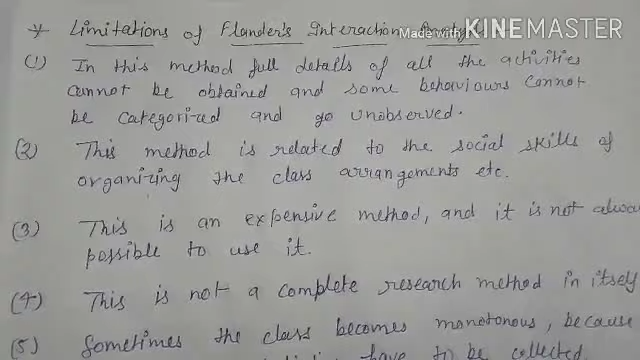 * Limitations of Flander's Interaction Analysis
Made with KINEMASTER
(1) In this method full details of all the activities
cannot be obtained and some behaviours cannot
be categorized and go unobserved.
(2) This method is related to the social skills of
organizing the class arrangements etc.
(3) This is an expensive method, and it is not alwa
possible to use it.
(4) This is not a complete research method in itself
(5) Sometimes the class becomes monotonous, because
have to be collected